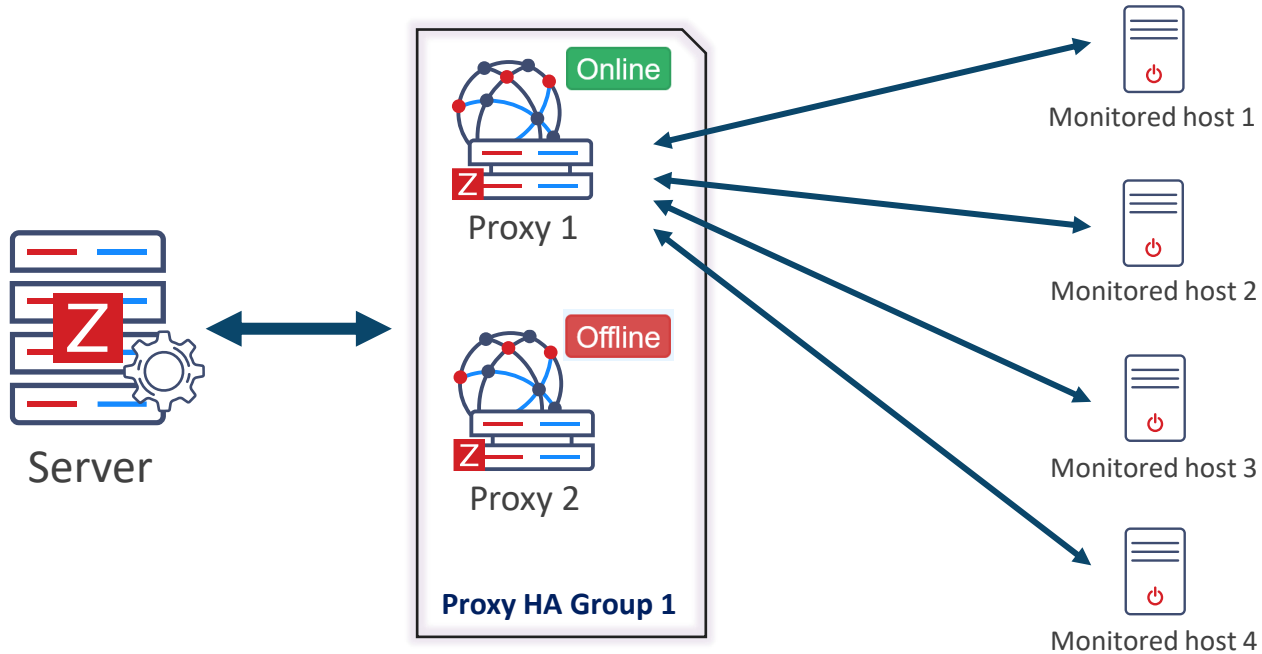 Online
Z
Proxy 1
Z
Server
Offline
Z
Proxy 2
Proxy HA Group 1
Monitored host 1
Monitored host 2
Monitored host 3
Monitored host 4